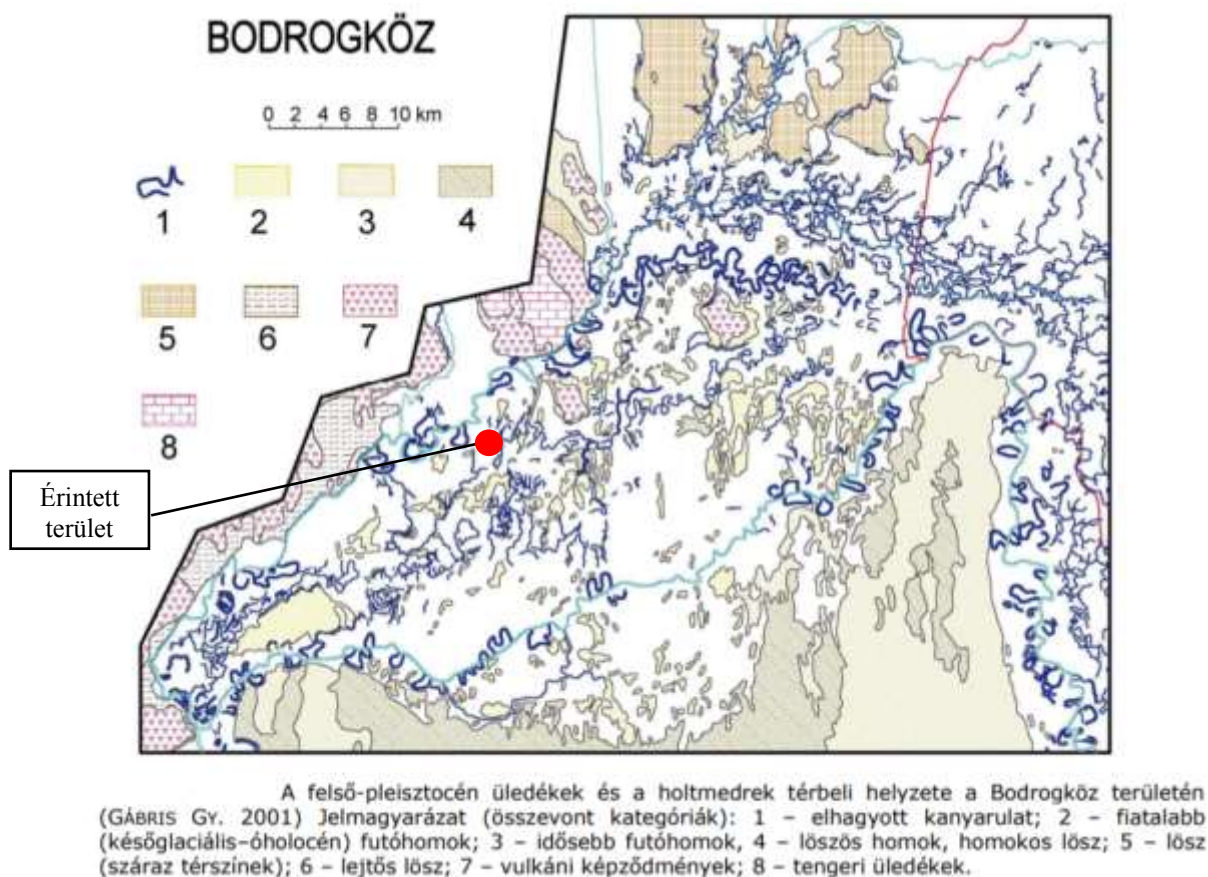 BODROGKÖZ
0 2 4 6 8 10 km
1 2 3 4
5 6 7
8
Érintett
terület
A felső-pleisztocén üledékek és a holtmedrek térbeli helyzete a Bodrogköz területén
(GÁBRIS GY. 2001) Jelmagyarázat (összevont kategóriák): 1 – elhagyott kanyarulat; 2 – fiatalabb
(későglaciális–óholocén) futóhomok; 3 – idősebb futóhomok, 4 – löszös homok, homokos lösz; 5 – lösz
(száraz térszínek); 6 – lejtős lösz; 7 – vulkáni képződmények; 8 – tengeri üledékek.